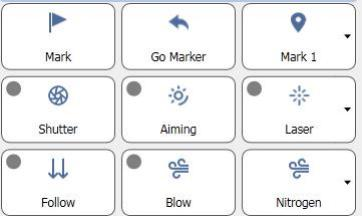 Mark Go Marker Mark 1
Shutter Aiming Laser
Follow Blow Nitrogen